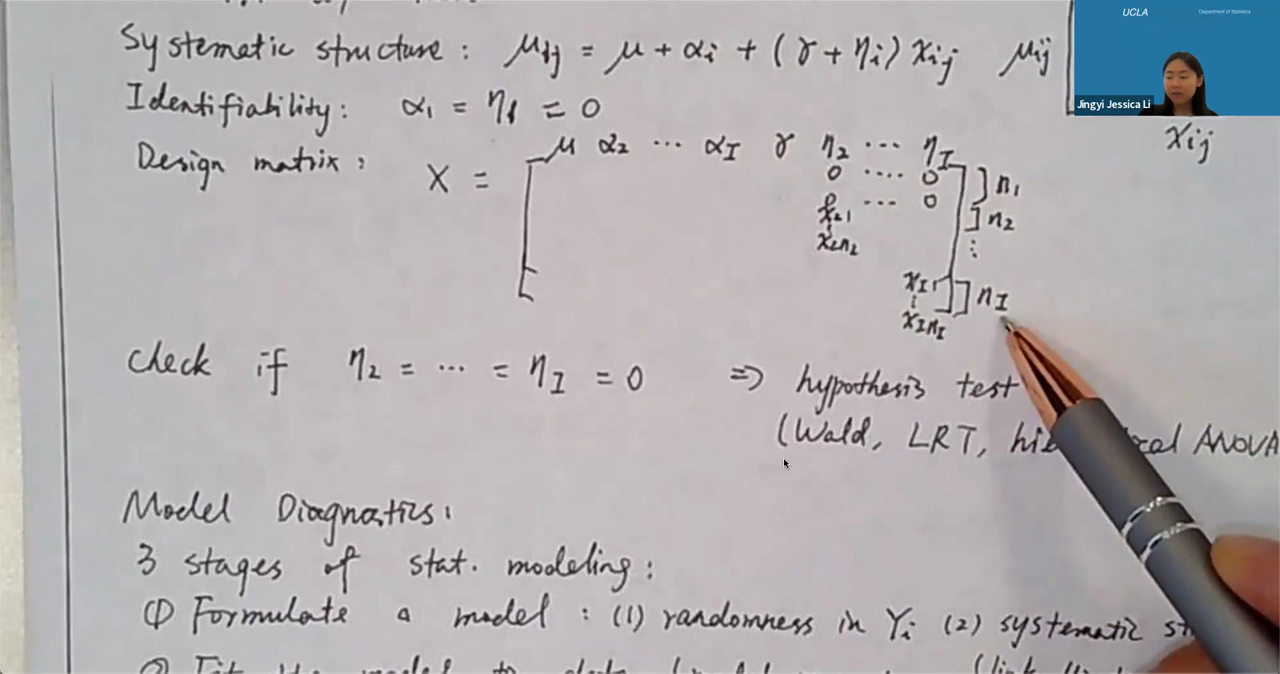 UCLA Department of Statistics
Jingyi Jessica Li
Systematic structure : μij = μ + αi + (γ + ηi) xij μij
Identifiability: α1 = η1 = 0
xij
Design matrix : X =
μ α2 ··· αI γ η2 ··· ηI
0 ···· 0 ] n1
0 ··· 0
x21 ] n2
⋮
x2n2
⋮
xI1
⋮ ] nI
xInI
Check if η2 = ··· = ηI = 0 => hypothesis test
(Wald, LRT, ANOVA
Model Diagnostics:
3 stages of stat. modeling :
① Formulate a model : (1) randomness in Yi (2) systematic